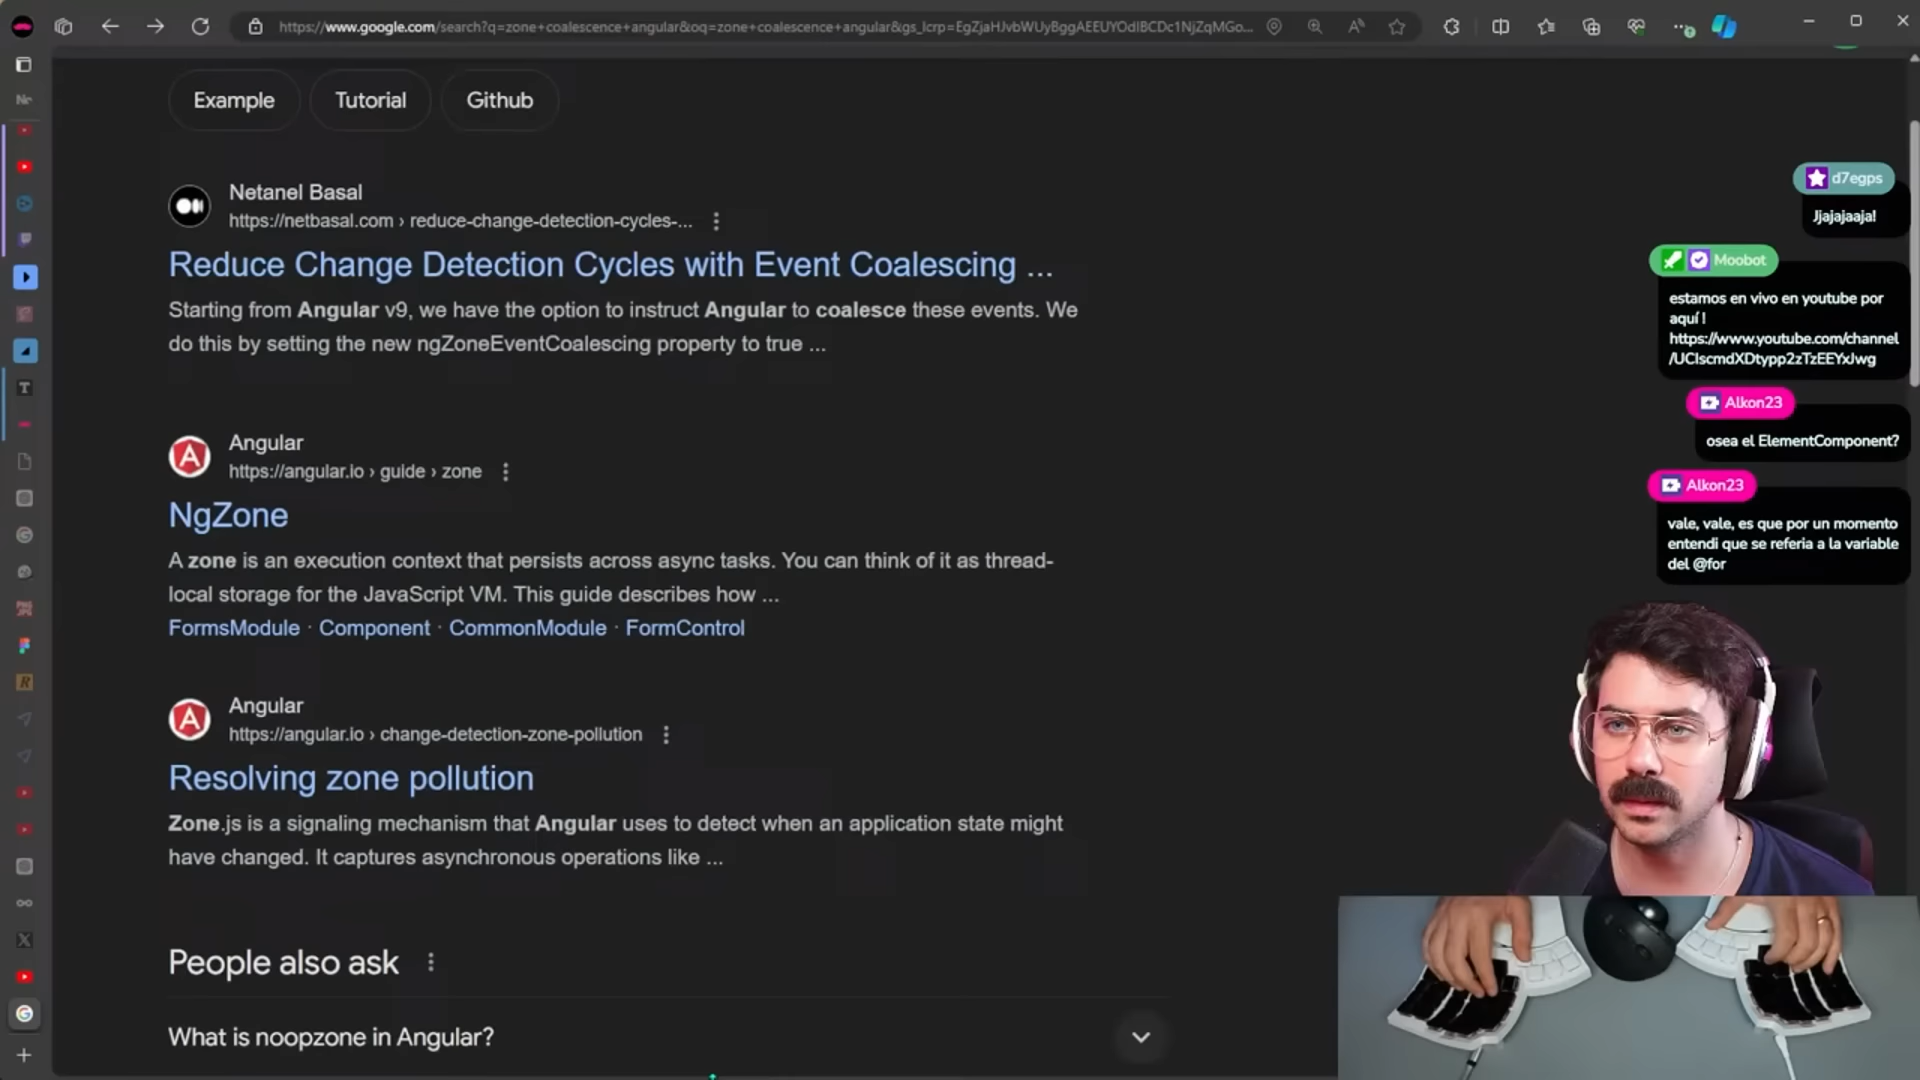 https://www.google.com/search?q=zone+coalescence+angular&oq=zone+coalescence+angular&gs_lcrp=EgZjaHJvbWUyBggAEEUYOdIBCDc1NjZqMGo...
Example
Tutorial
Github
Netanel Basal
https://netbasal.com › reduce-change-detection-cycles-...
Reduce Change Detection Cycles with Event Coalescing ...
Starting from Angular v9, we have the option to instruct Angular to coalesce these events. We
do this by setting the new ngZoneEventCoalescing property to true ...
Angular
https://angular.io › guide › zone
NgZone
A zone is an execution context that persists across async tasks. You can think of it as thread-
local storage for the JavaScript VM. This guide describes how ...
FormsModule · Component · CommonModule · FormControl
Angular
https://angular.io › change-detection-zone-pollution
Resolving zone pollution
Zone.js is a signaling mechanism that Angular uses to detect when an application state might
have changed. It captures asynchronous operations like ...
People also ask
What is noopzone in Angular?
d7egps
Jjajajaaja!
Moobot
estamos en vivo en youtube por
aquí !
https://www.youtube.com/channel
/UCIscmdXDtypp2zTzEEYxJwg
Alkon23
osea el ElementComponent?
Alkon23
vale, vale, es que por un momento
entendi que se referia a la variable
del @for